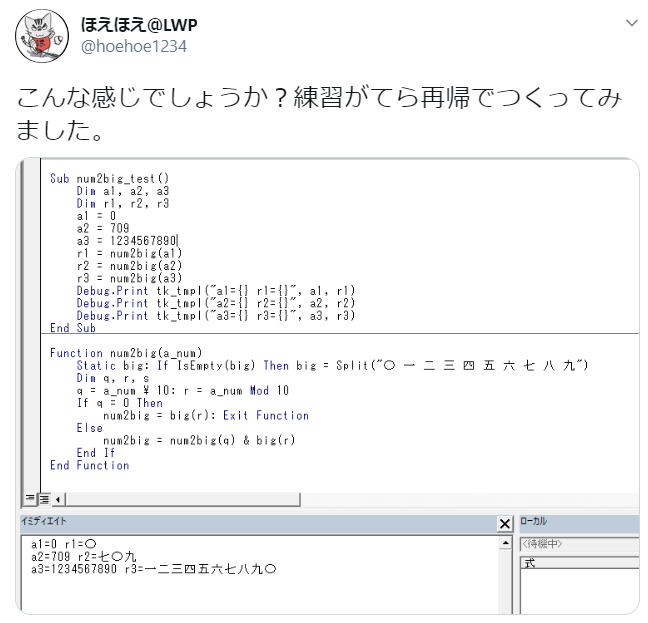 ほえほえ@LWP
@hoehoe1234
こんな感じでしょうか？練習がてら再帰でつくってみ
ました。
Sub num2big_test()
Dim a1, a2, a3
Dim r1, r2, r3
a1 = 0
a2 = 709
a3 = 1234567890
r1 = num2big(a1)
r2 = num2big(a2)
r3 = num2big(a3)
Debug.Print tk_tmpl("a1={} r1={}", a1, r1)
Debug.Print tk_tmpl("a2={} r2={}", a2, r2)
Debug.Print tk_tmpl("a3={} r3={}", a3, r3)
End Sub
Function num2big(a_num)
Static big: If IsEmpty(big) Then big = Split("〇 一 二 三 四 五 六 七 八 九")
Dim q, r, s
q = a_num ¥ 10: r = a_num Mod 10
If q = 0 Then
num2big = big(r): Exit Function
Else
num2big = num2big(q) & big(r)
End If
End Function
イミディエイト
a1=0 r1=〇
a2=709 r2=七〇九
a3=1234567890 r3=一二三四五六七八九〇
ローカル
<待機中>
式